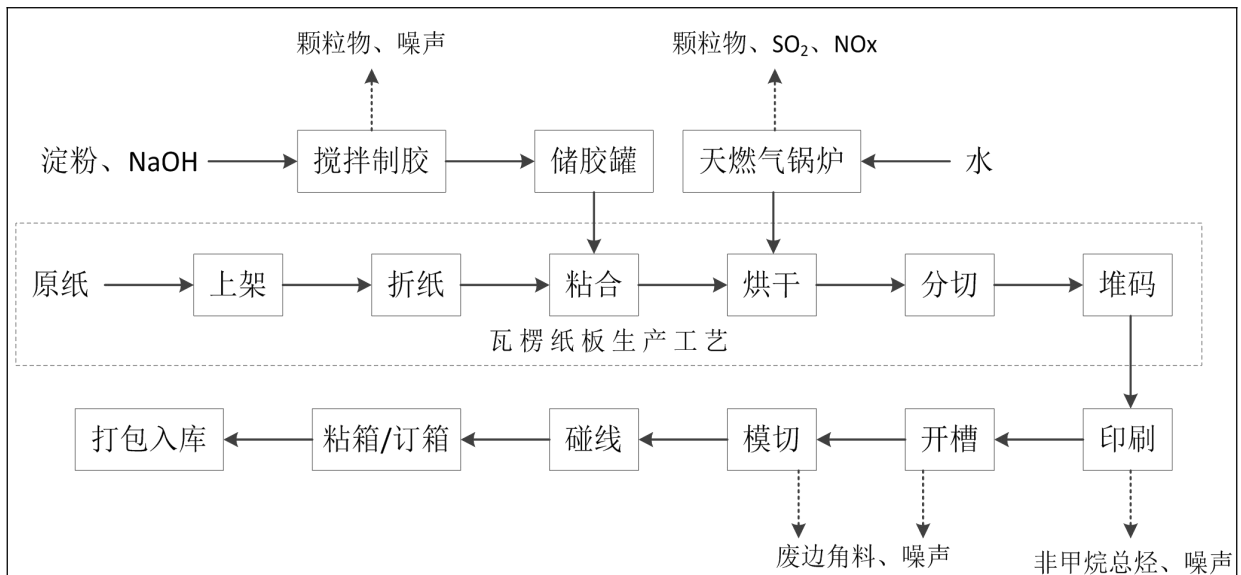 颗粒物、噪声
颗粒物、SO₂、NOx
淀粉、NaOH
搅拌制胶
储胶罐
天燃气锅炉
水
原纸
上架
折纸
粘合
烘干
分切
堆码
瓦楞纸板生产工艺
打包入库
粘箱/订箱
碰线
模切
开槽
印刷
废边角料、噪声
非甲烷总烃、噪声